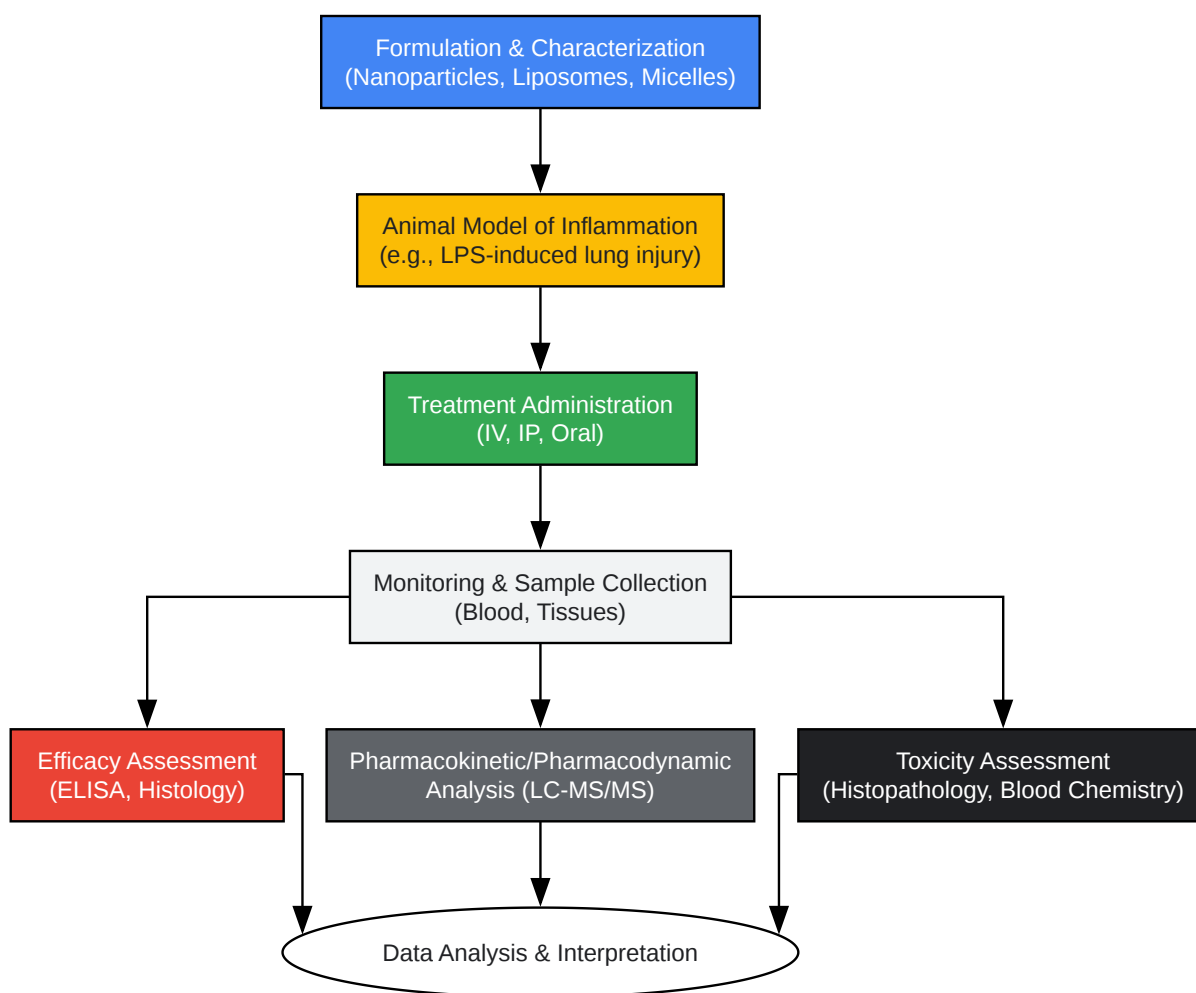 Formulation & Characterization
(Nanoparticles, Liposomes, Micelles)
Animal Model of Inflammation
(e.g., LPS-induced lung injury)
Treatment Administration
(IV, IP, Oral)
Monitoring & Sample Collection
(Blood, Tissues)
Efficacy Assessment
(ELISA, Histology)
Pharmacokinetic/Pharmacodynamic
Analysis (LC-MS/MS)
Toxicity Assessment
(Histopathology, Blood Chemistry)
Data Analysis & Interpretation